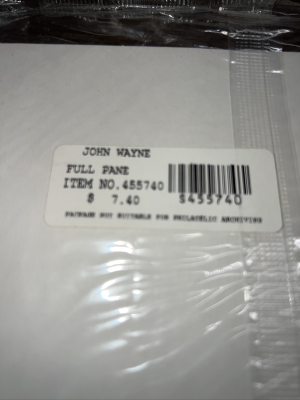 JOHN WAYNE
FULL PANE
ITEM NO.455740
$ 7.40
S455740
PACKAGE NOT SUITABLE FOR PHILATELIC ARCHIVING